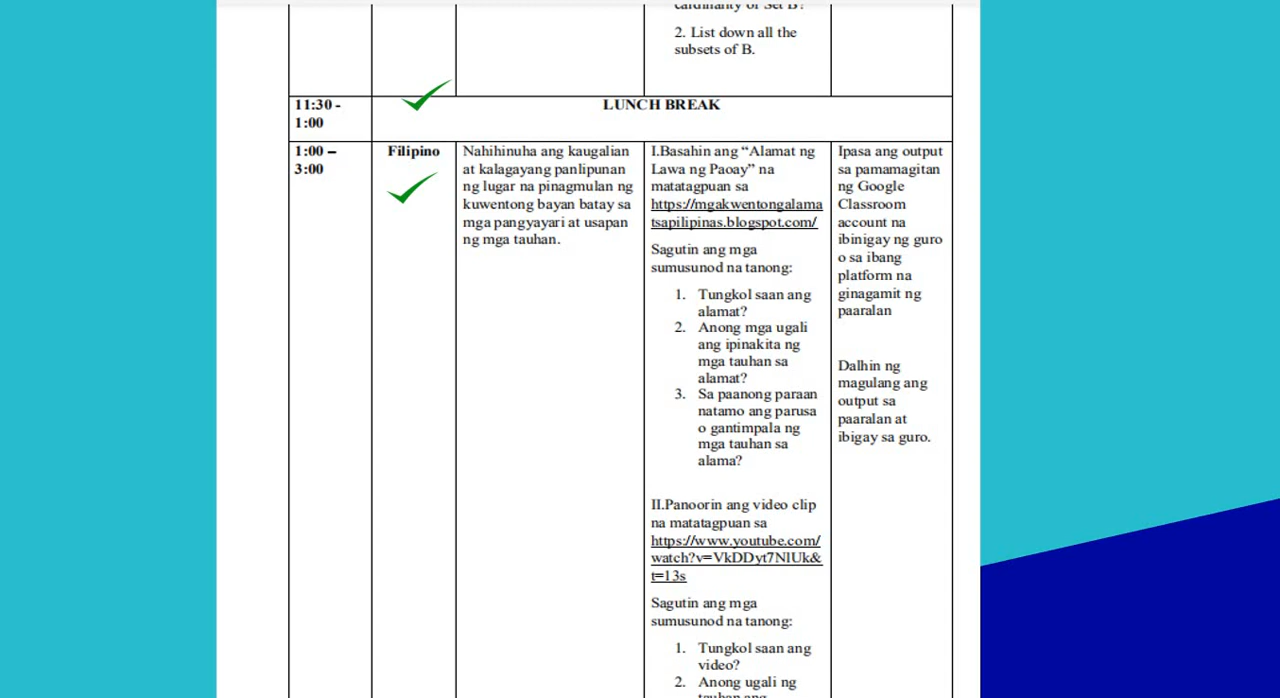 cardinality of Set B?
2. List down all the
subsets of B.
11:30 -
1:00
LUNCH BREAK
1:00 –
3:00
Filipino
Nahihinuha ang kaugalian
at kalagayang panlipunan
ng lugar na pinagmulan ng
kuwentong bayan batay sa
mga pangyayari at usapan
ng mga tauhan.
I.Basahin ang “Alamat ng
Lawa ng Paoay” na
matatagpuan sa
https://mgakwentongalama
tsapilipinas.blogspot.com/
Sagutin ang mga
sumusunod na tanong:
1. Tungkol saan ang
alamat?
2. Anong mga ugali
ang ipinakita ng
mga tauhan sa
alamat?
3. Sa paanong paraan
natamo ang parusa
o gantimpala ng
mga tauhan sa
alama?
II.Panoorin ang video clip
na matatagpuan sa
https://www.youtube.com/
watch?v=VkDDyt7NlUk&
t=13s
Sagutin ang mga
sumusunod na tanong:
1. Tungkol saan ang
video?
2. Anong ugali ng
tauhan ang
Ipasa ang output
sa pamamagitan
ng Google
Classroom
account na
ibinigay ng guro
o sa ibang
platform na
ginagamit ng
paaralan
Dalhin ng
magulang ang
output sa
paaralan at
ibigay sa guro.